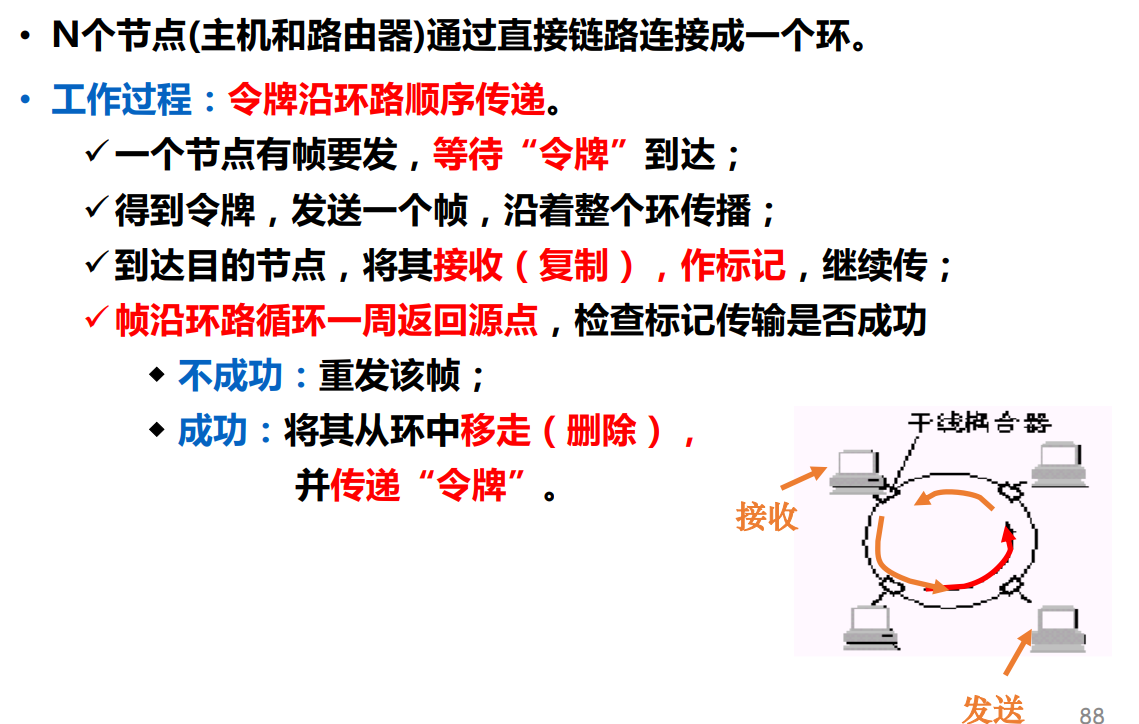 • N个节点(主机和路由器)通过直接链路连接成一个环。
• 工作过程：令牌沿环路顺序传递。
✓一个节点有帧要发，等待“令牌”到达；
✓得到令牌，发送一个帧，沿着整个环传播；
✓到达目的节点，将其接收（复制），作标记，继续传；
✓帧沿环路循环一周返回源点，检查标记传输是否成功
◆ 不成功：重发该帧；
◆ 成功：将其从环中移走（删除），
并传递“令牌”。
干线耦合器
接收
发送
88